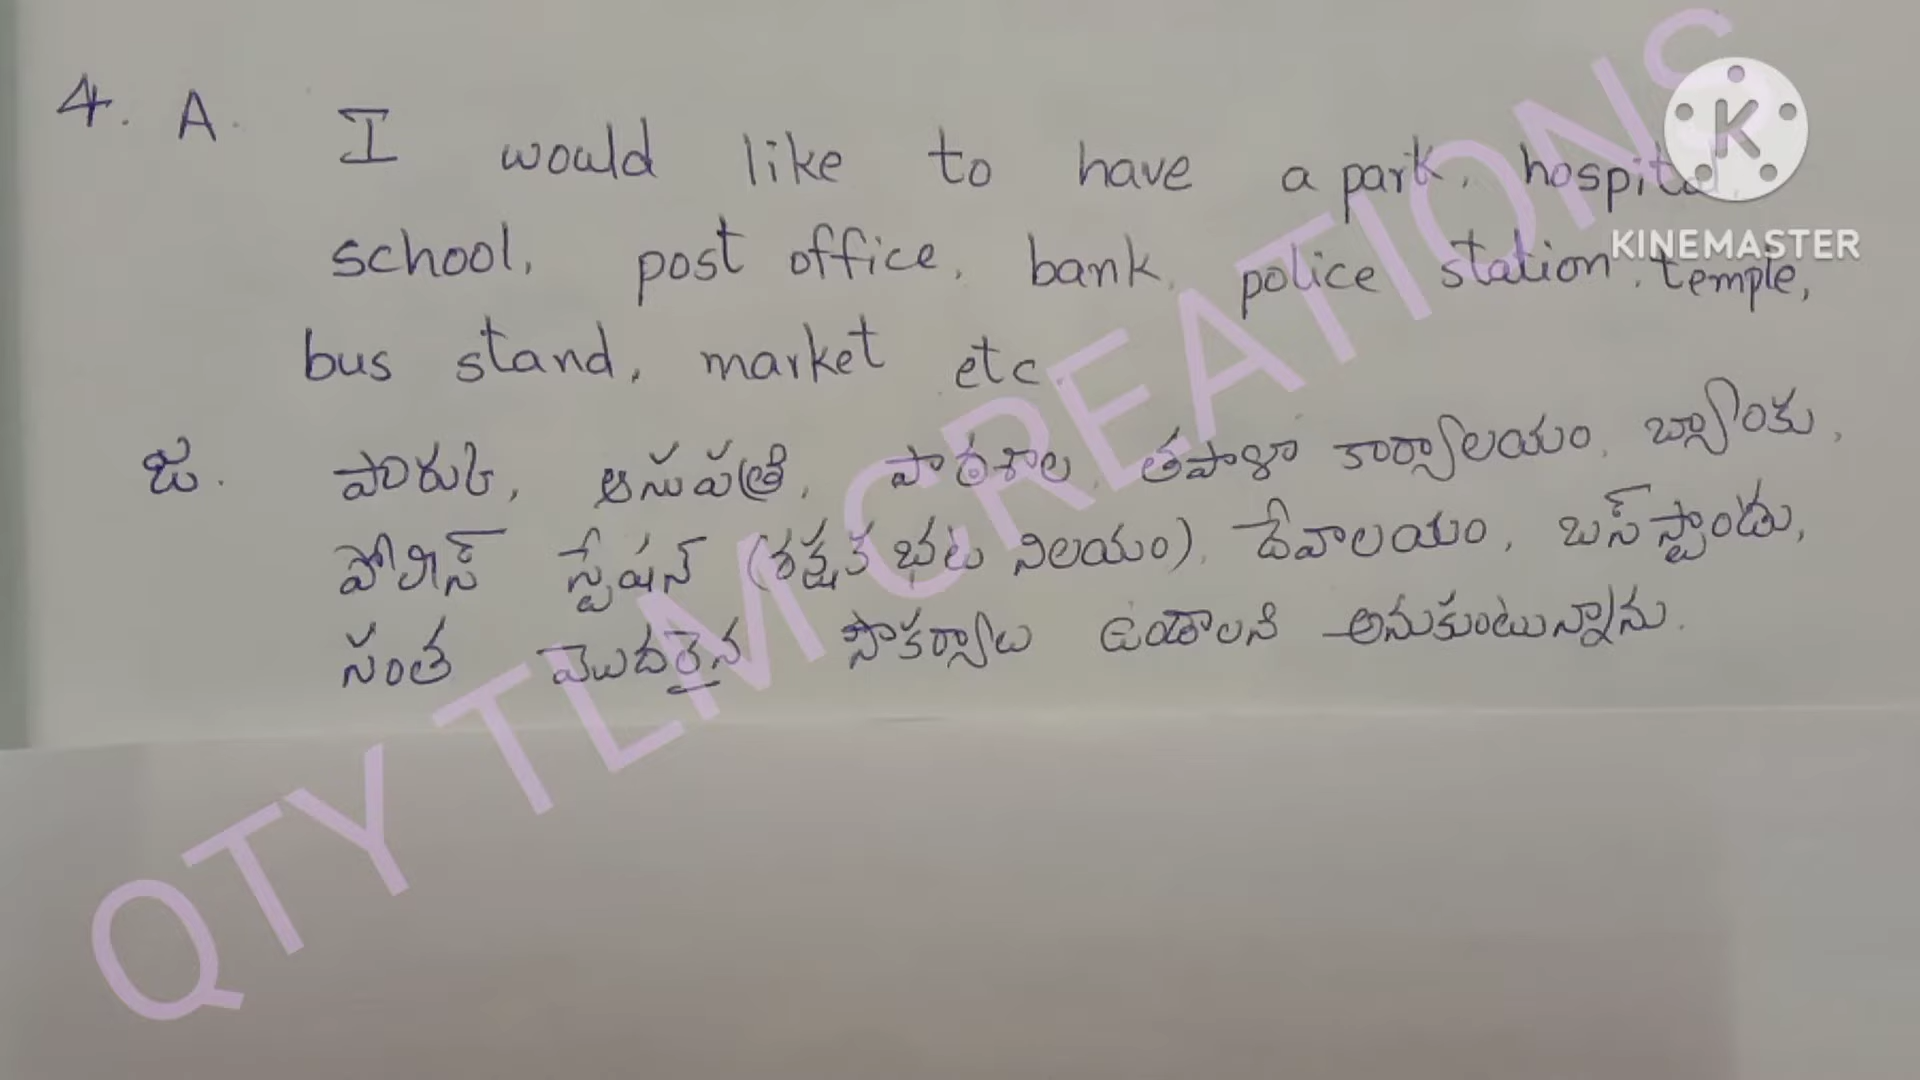 4. A. I would like to have a park, hospital,
school, post office, bank, police station, temple,
bus stand, market etc.
జ. పారుక్, ఆసుపత్రి, పాఠశాల, తపాళా కార్యాలయం, బ్యాంకు,
పోలీస్ స్టేషన్ (రక్షక భట నిలయం), దేవాలయం, బస్ స్టాండు,
సంత మొదలైన సౌకర్యాలు ఉండాలని అనుకుంటున్నాను.
QTY TLM CREATIONS
K
KINEMASTER